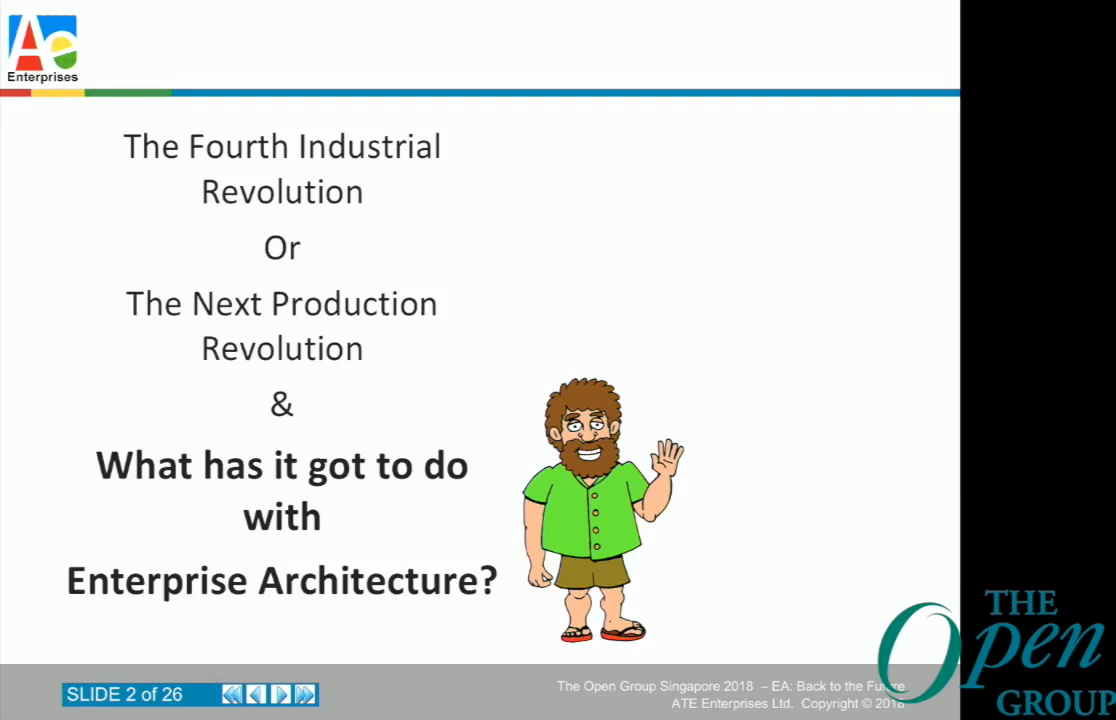 Ae
Enterprises
The Fourth Industrial
Revolution
Or
The Next Production
Revolution
&
What has it got to do
with
Enterprise Architecture?
SLIDE 2 of 26
The Open Group Singapore 2018 – EA: Back to the Future
ATE Enterprises Ltd. Copyright © 2018
THE
Open
GROUP